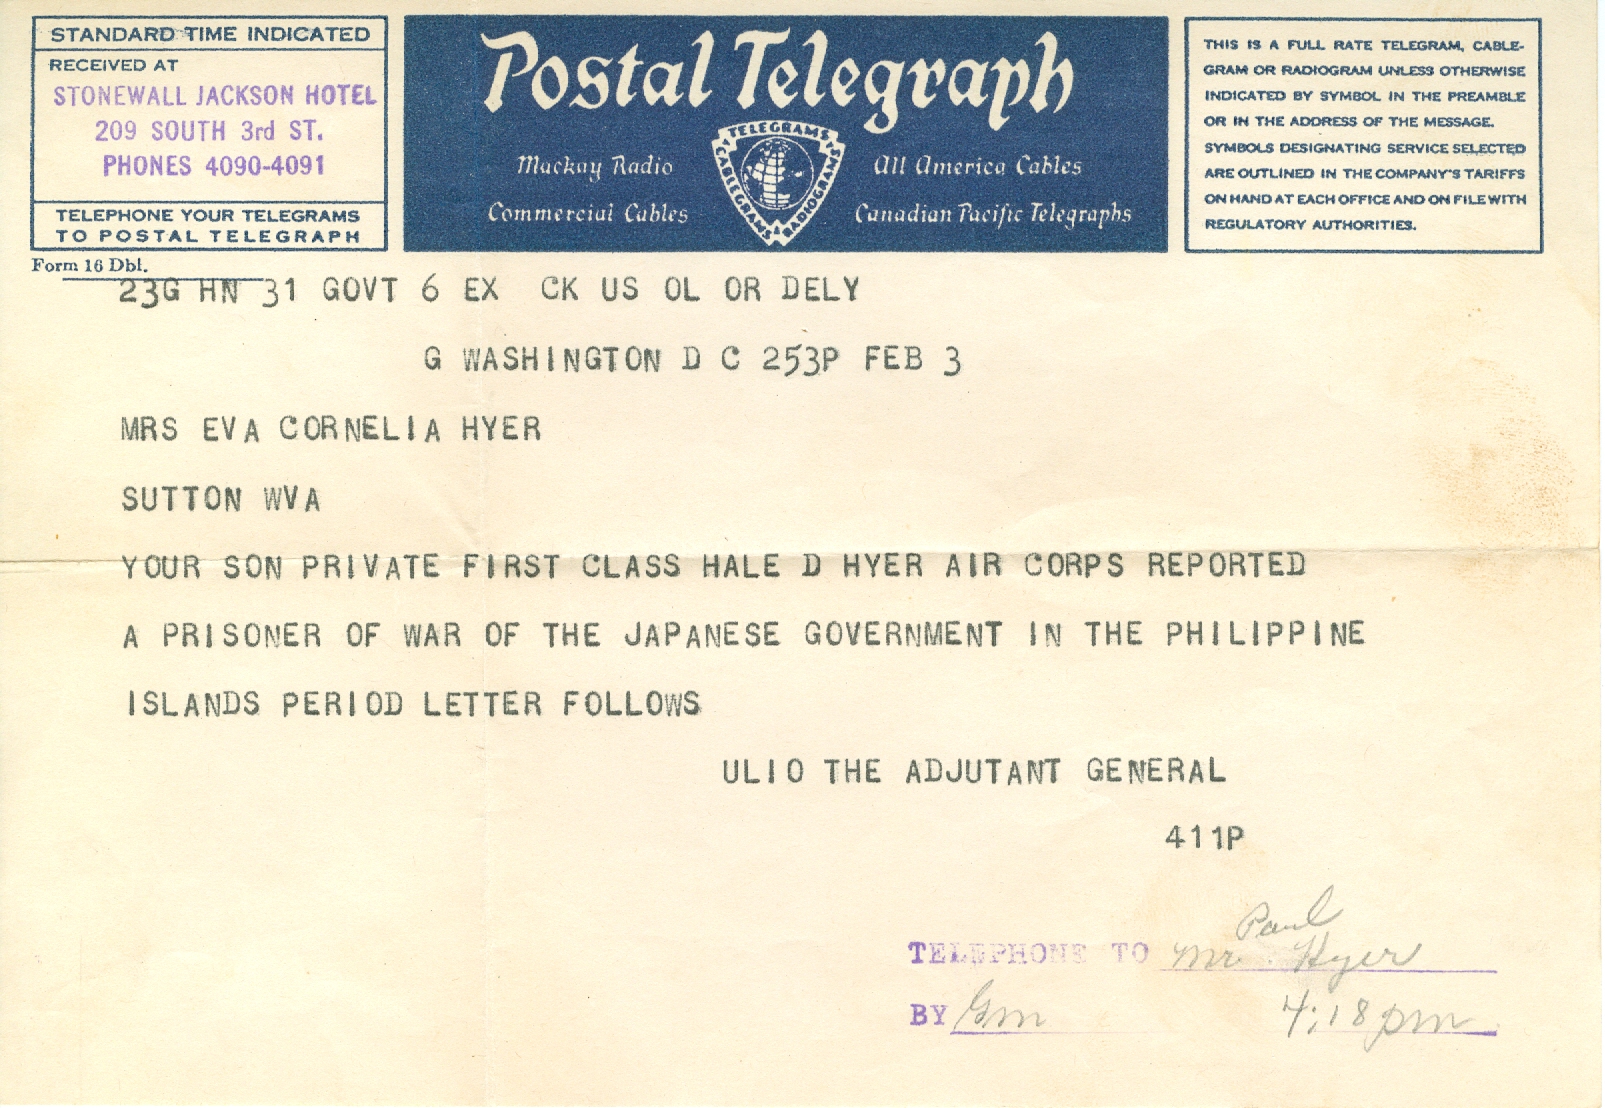 STANDARD TIME INDICATED
RECEIVED AT
STONEWALL JACKSON HOTEL
209 SOUTH 3rd ST.
PHONES 4090-4091
TELEPHONE YOUR TELEGRAMS
TO POSTAL TELEGRAPH
Form 16 Dbl.
Postal Telegraph
Mackay Radio
All America Cables
Commercial Cables
Canadian Pacific Telegraphs
TELEGRAMS
CABLEGRAMS
RADIOGRAMS
THIS IS A FULL RATE TELEGRAM, CABLE-
GRAM OR RADIOGRAM UNLESS OTHERWISE
INDICATED BY SYMBOL IN THE PREAMBLE
OR IN THE ADDRESS OF THE MESSAGE.
SYMBOLS DESIGNATING SERVICE SELECTED
ARE OUTLINED IN THE COMPANY'S TARIFFS
ON HAND AT EACH OFFICE AND ON FILE WITH
REGULATORY AUTHORITIES.
23G HN 31 GOVT 6 EX CK US OL OR DELY
G WASHINGTON D C 253P FEB 3
MRS EVA CORNELIA HYER
SUTTON WVA
YOUR SON PRIVATE FIRST CLASS HALE D HYER AIR CORPS REPORTED
A PRISONER OF WAR OF THE JAPANESE GOVERNMENT IN THE PHILIPPINE
ISLANDS PERIOD LETTER FOLLOWS
ULIO THE ADJUTANT GENERAL
411P
Paul
TELEPHONE TO Mr Hyer
BY Gm 4:18 pm